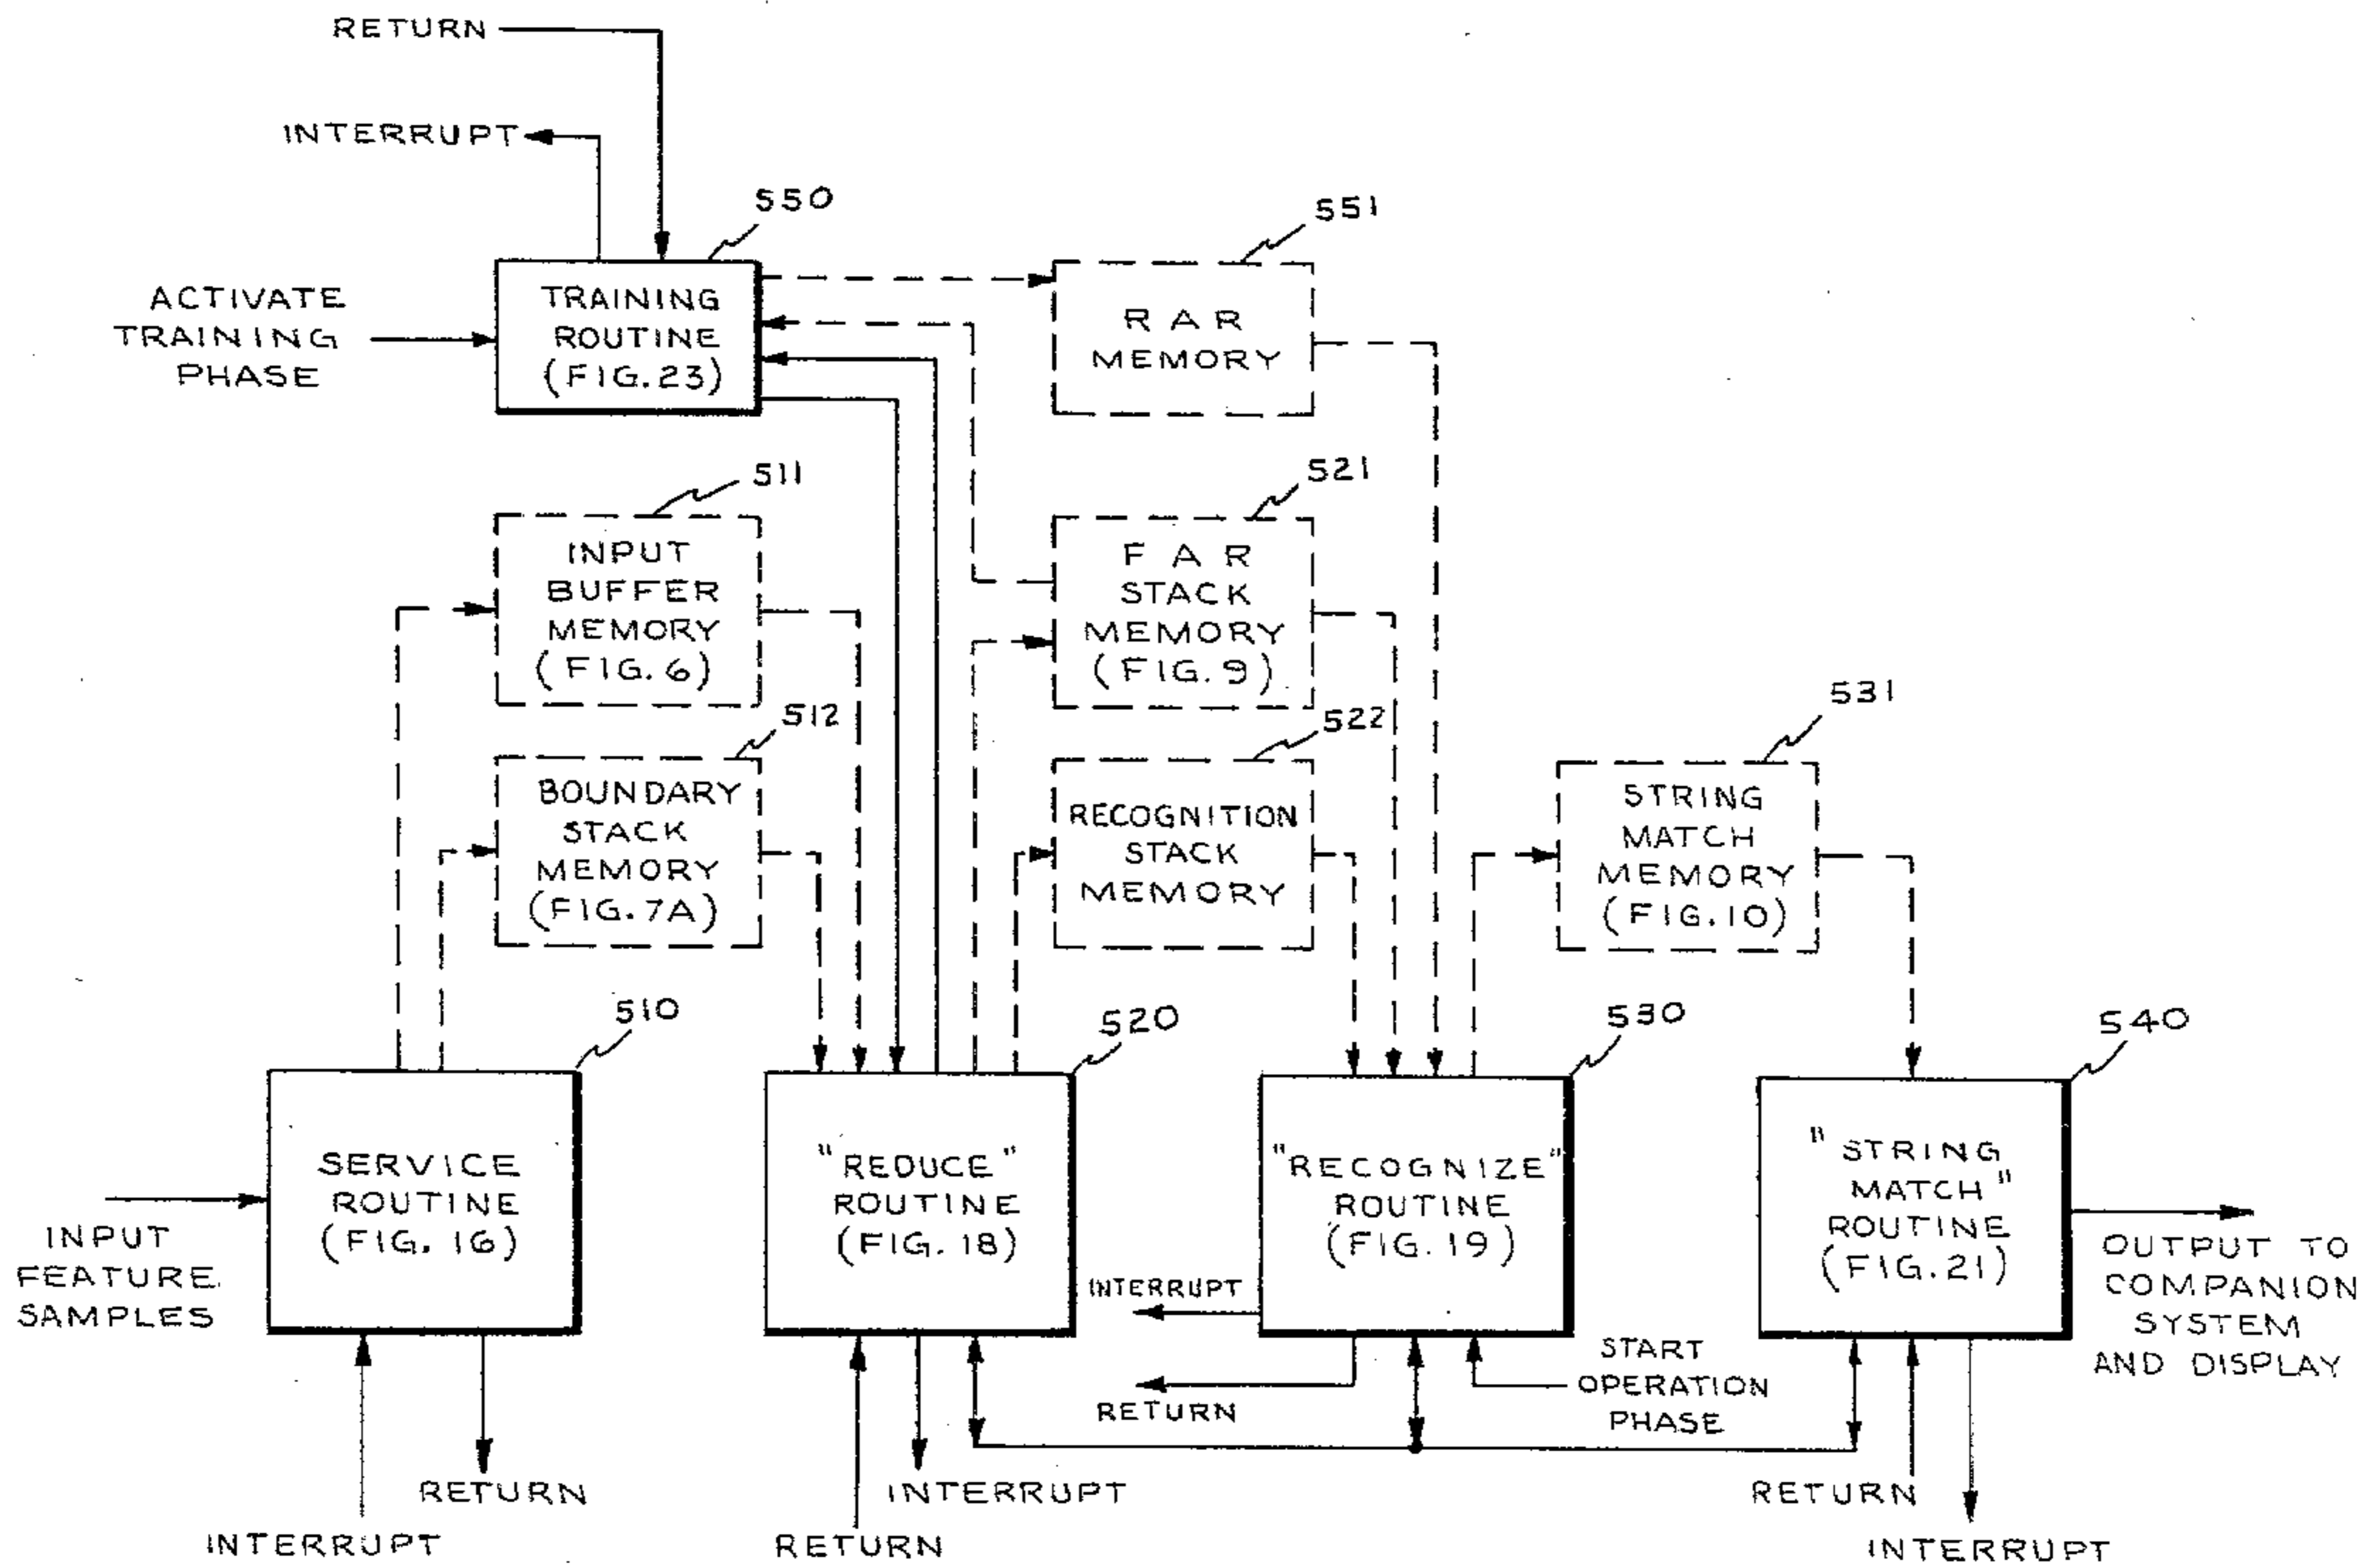 RETURN
INTERRUPT
550
551
ACTIVATE
TRAINING
PHASE
TRAINING
ROUTINE
(FIG. 23)
RAR
MEMORY
511
521
INPUT
BUFFER
MEMORY
(FIG. 6)
FAR
STACK
MEMORY
(FIG. 9)
512
522
531
BOUNDARY
STACK
MEMORY
(FIG. 7A)
RECOGNITION
STACK
MEMORY
STRING
MATCH
MEMORY
(FIG. 10)
510
520
530
540
INPUT
FEATURE
SAMPLES
SERVICE
ROUTINE
(FIG. 16)
"REDUCE"
ROUTINE
(FIG. 18)
"RECOGNIZE"
ROUTINE
(FIG. 19)
"STRING
MATCH"
ROUTINE
(FIG. 21)
OUTPUT TO
COMPANION
SYSTEM
AND DISPLAY
INTERRUPT
RETURN
START
OPERATION
PHASE
RETURN
INTERRUPT
INTERRUPT
RETURN
RETURN
INTERRUPT